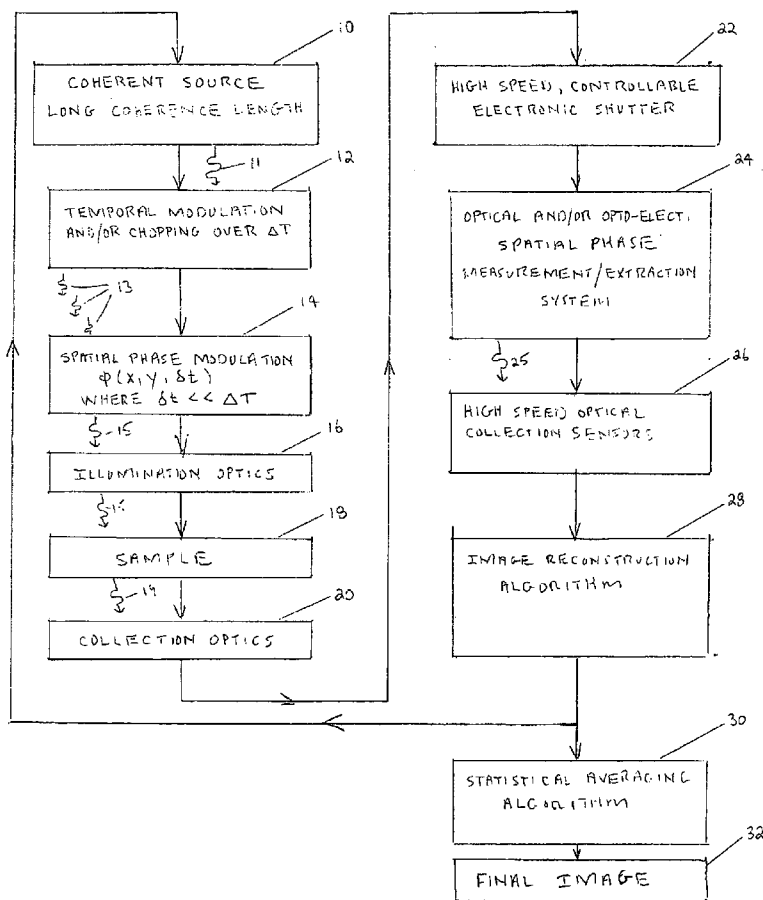 10
COHERENT SOURCE
LONG COHERENCE LENGTH
11
12
TEMPORAL MODULATION
AND/OR CHOPPING OVER ΔT
13
14
SPATIAL PHASE MODULATION
φ(x, y, δt)
WHERE δt << ΔT
15
16
ILLUMINATION OPTICS
18
SAMPLE
19
20
COLLECTION OPTICS
22
HIGH SPEED, CONTROLLABLE
ELECTRONIC SHUTTER
24
OPTICAL AND/OR OPTO-ELECT.
SPATIAL PHASE
MEASUREMENT/EXTRACTION
SYSTEM
25
26
HIGH SPEED OPTICAL
COLLECTION SENSORS
28
IMAGE RECONSTRUCTION
ALGORITHM
30
STATISTICAL AVERAGING
ALGORITHM
32
FINAL IMAGE